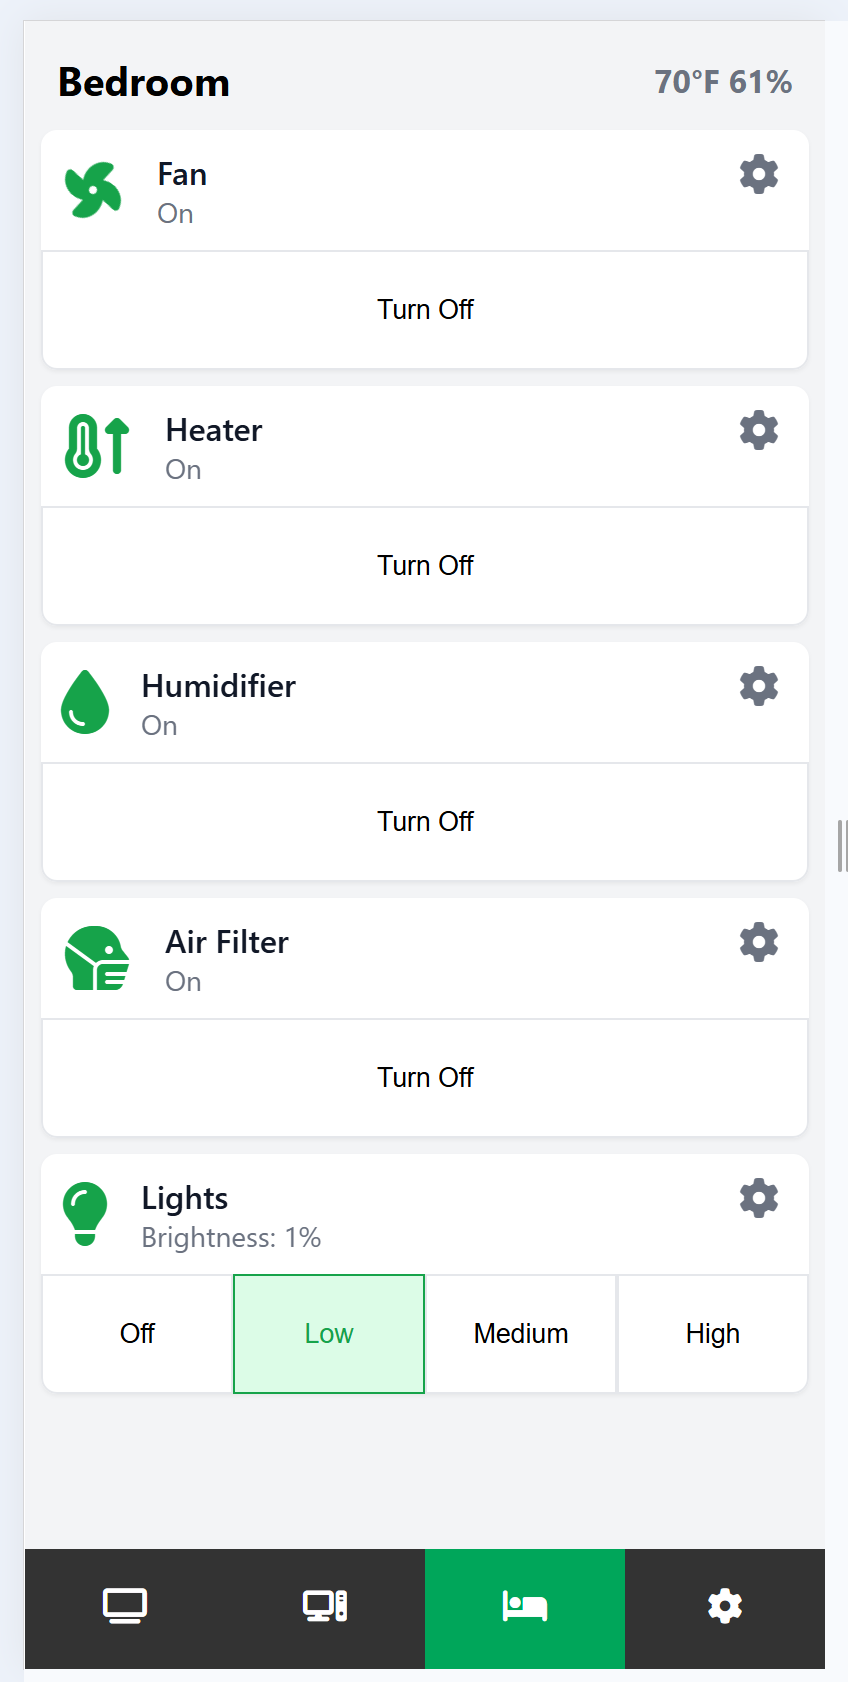 Bedroom 70°F 61%
Fan
On
Turn Off
Heater
On
Turn Off
Humidifier
On
Turn Off
Air Filter
On
Turn Off
Lights
Brightness: 1%
Off Low Medium High